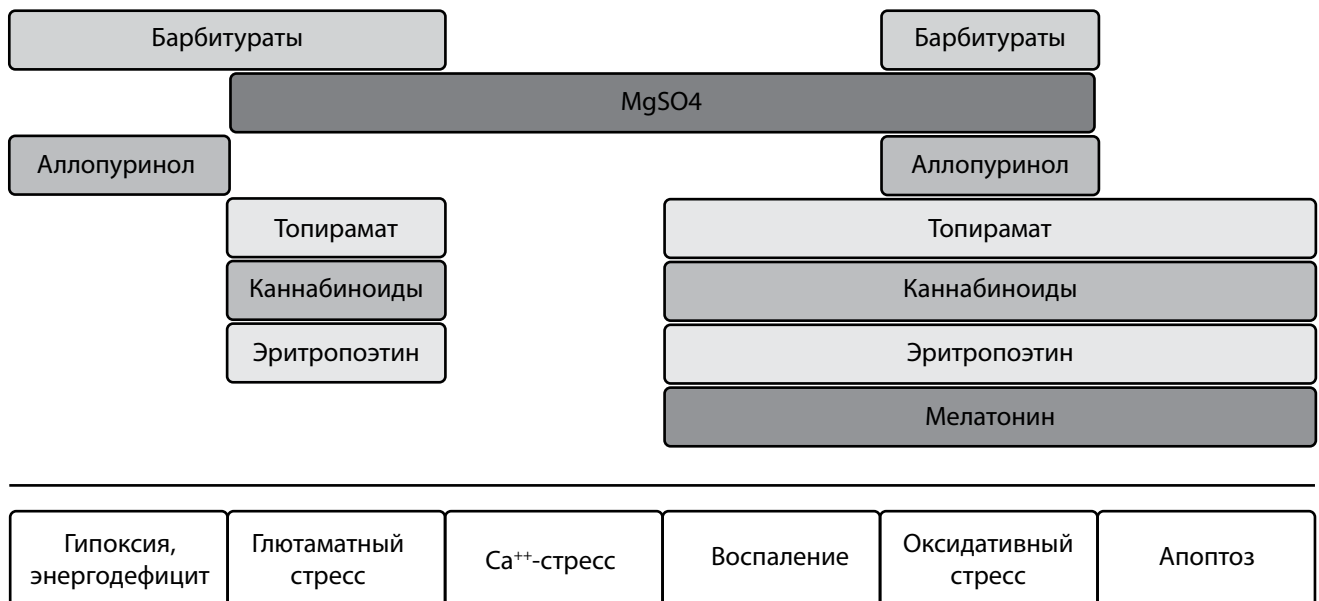 Барбитураты
Барбитураты
MgSO4
Аллопуринол
Аллопуринол
Топирамат
Топирамат
Каннабиноиды
Каннабиноиды
Эритропоэтин
Эритропоэтин
Мелатонин
Гипоксия,
энергодефицит
Глютаматный
стресс
Ca⁺⁺-стресс
Воспаление
Оксидативный
стресс
Апоптоз